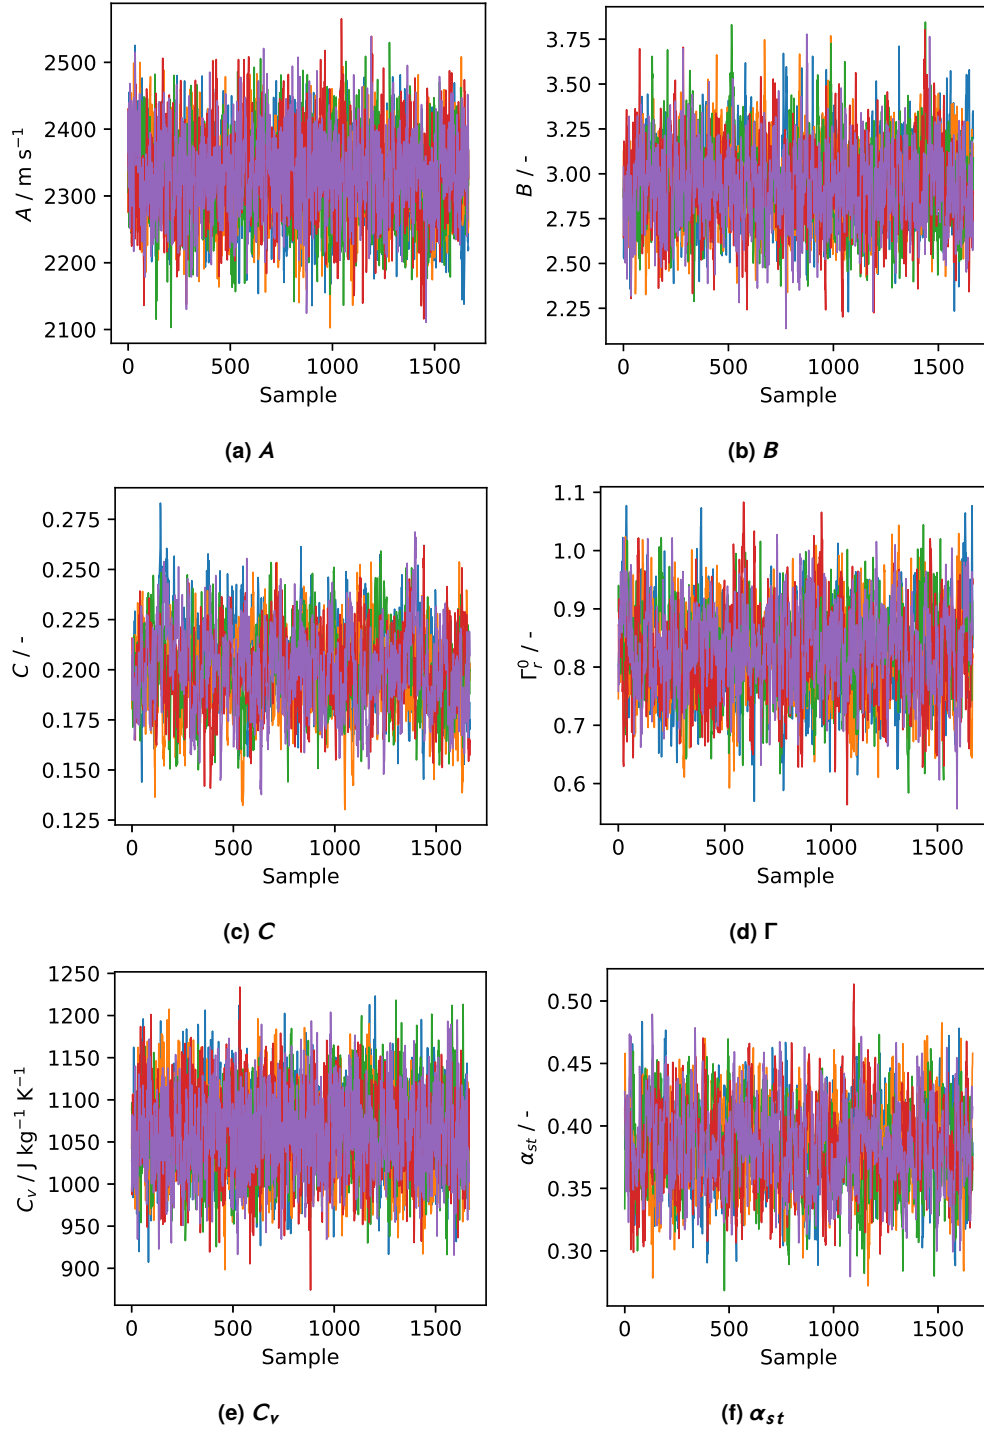 2500
2400
2300
2200
2100
A / m s⁻¹
0 500 1000 1500
Sample
(a) A
3.75
3.50
3.25
3.00
2.75
2.50
2.25
B / -
0 500 1000 1500
Sample
(b) B
0.275
0.250
0.225
0.200
0.175
0.150
0.125
C / -
0 500 1000 1500
Sample
(c) C
1.1
1.0
0.9
0.8
0.7
0.6
Γ⁰ᵣ / -
0 500 1000 1500
Sample
(d) Γ
1250
1200
1150
1100
1050
1000
950
900
Cᵥ / J kg⁻¹ K⁻¹
0 500 1000 1500
Sample
(e) Cᵥ
0.50
0.45
0.40
0.35
0.30
αₛₜ / -
0 500 1000 1500
Sample
(f) αₛₜ